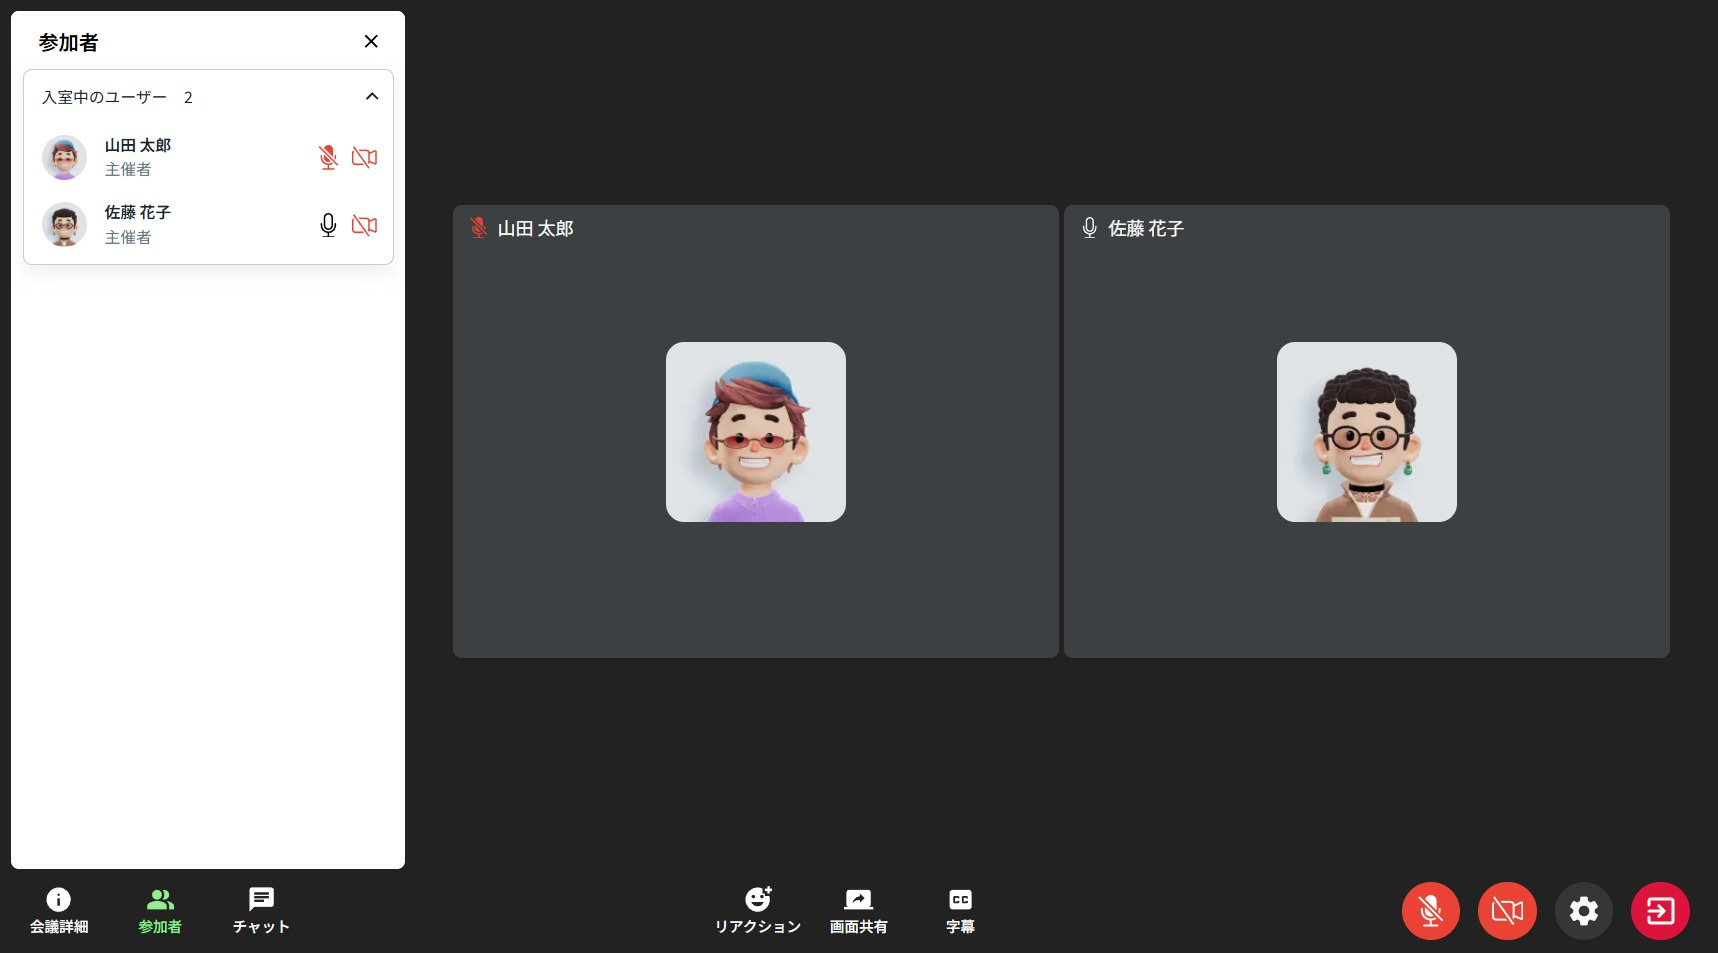 参加者
入室中のユーザー 2
山田 太郎
主催者
佐藤 花子
主催者
山田 太郎
佐藤 花子
会議詳細
参加者
チャット
リアクション
画面共有
CC
字幕